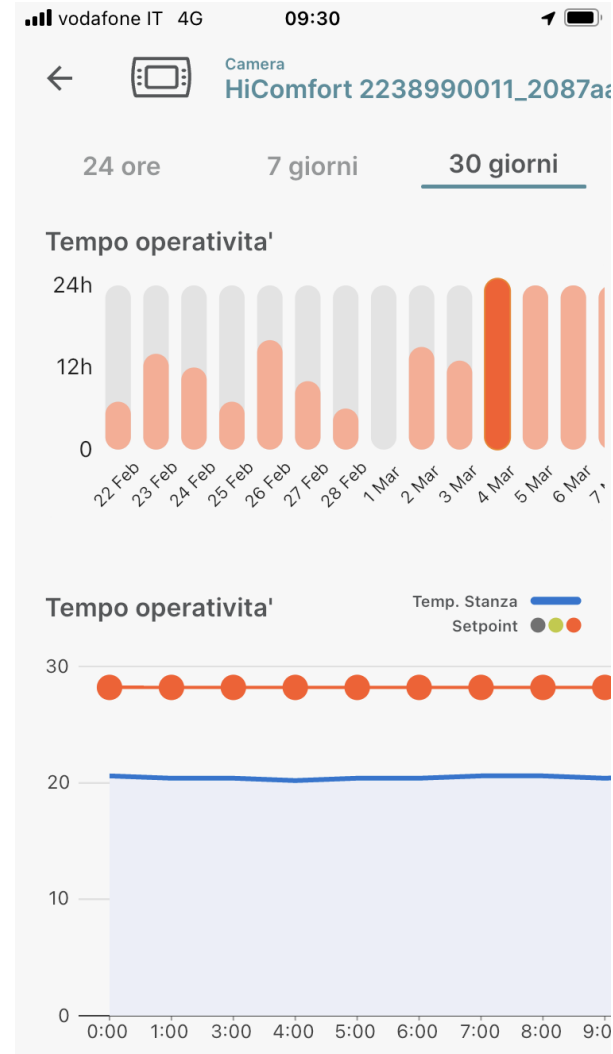 vodafone IT 4G 09:30
Camera
HiComfort 2238990011_2087aa
24 ore 7 giorni 30 giorni
Tempo operativita'
24h
12h
0
22 Feb 23 Feb 24 Feb 25 Feb 26 Feb 27 Feb 28 Feb 1 Mar 2 Mar 3 Mar 4 Mar 5 Mar 6 Mar 7
Tempo operativita'
Temp. Stanza
Setpoint
30
20
10
0
0:00 1:00 3:00 4:00 5:00 6:00 7:00 8:00 9:0